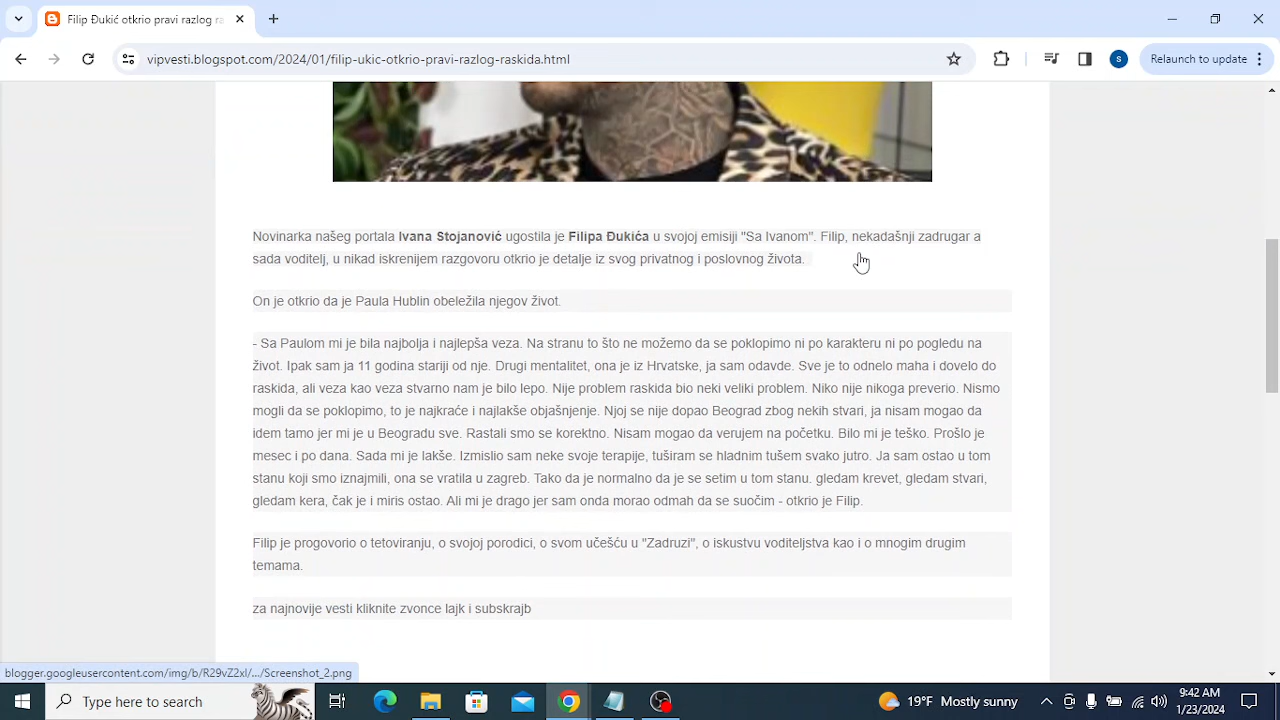 Filip Đukić otkrio pravi razlog ra
vipvesti.blogspot.com/2024/01/filip-ukic-otkrio-pravi-razlog-raskida.html
S
Relaunch to update
Novinarka našeg portala Ivana Stojanović ugostila je Filipa Đukića u svojoj emisiji "Sa Ivanom". Filip, nekadašnji zadrugar a
sada voditelj, u nikad iskrenijem razgovoru otkrio je detalje iz svog privatnog i poslovnog života.
On je otkrio da je Paula Hublin obeležila njegov život.
- Sa Paulom mi je bila najbolja i najlepša veza. Na stranu to što ne možemo da se poklopimo ni po karakteru ni po pogledu na
život. Ipak sam ja 11 godina stariji od nje. Drugi mentalitet, ona je iz Hrvatske, ja sam odavde. Sve je to odnelo maha i dovelo do
raskida, ali veza kao veza stvarno nam je bilo lepo. Nije problem raskida bio neki veliki problem. Niko nije nikoga preverio. Nismo
mogli da se poklopimo, to je najkraće i najlakše objašnjenje. Njoj se nije dopao Beograd zbog nekih stvari, ja nisam mogao da
idem tamo jer mi je u Beogradu sve. Rastali smo se korektno. Nisam mogao da verujem na početku. Bilo mi je teško. Prošlo je
mesec i po dana. Sada mi je lakše. Izmislio sam neke svoje terapije, tuširam se hladnim tušem svako jutro. Ja sam ostao u tom
stanu koji smo iznajmili, ona se vratila u zagreb. Tako da je normalno da je se setim u tom stanu. gledam krevet, gledam stvari,
gledam kera, čak je i miris ostao. Ali mi je drago jer sam onda morao odmah da se suočim - otkrio je Filip.
Filip je progovorio o tetoviranju, o svojoj porodici, o svom učešću u "Zadruzi", o iskustvu voditeljstva kao i o mnogim drugim
temama.
za najnovije vesti kliknite zvonce lajk i subskrajb
blogger.googleusercontent.com/img/b/R29vZ2xl/.../Screenshot_2.png
Type here to search
19°F Mostly sunny
9:42 AM
1/23/2024